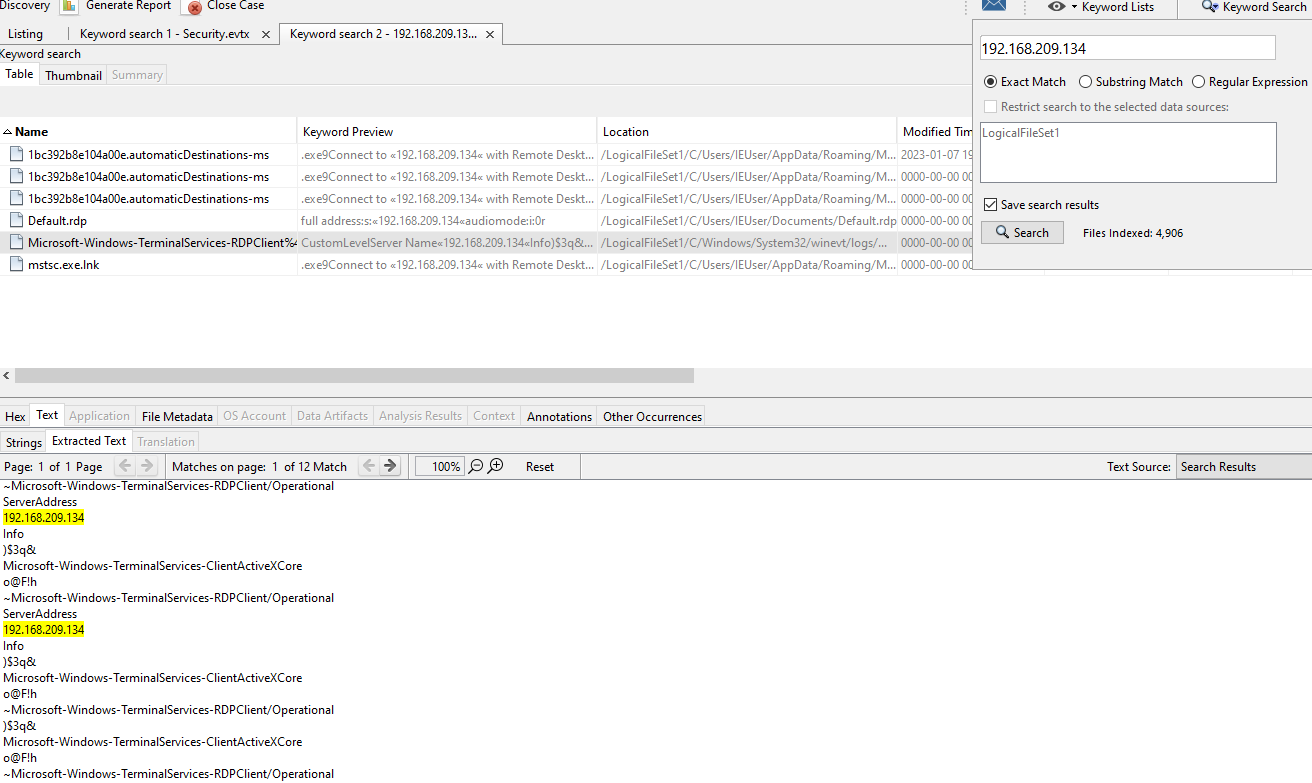 Discovery Generate Report Close Case Keyword Lists Keyword Search
Listing Keyword search 1 - Security.evtx × Keyword search 2 - 192.168.209.13... ×
Keyword search
Table Thumbnail Summary
192.168.209.134
Exact Match Substring Match Regular Expression
Restrict search to the selected data sources:
LogicalFileSet1
Save search results
Search Files Indexed: 4,906
Name Keyword Preview Location Modified Tim
1bc392b8e104a00e.automaticDestinations-ms .exe9Connect to «192.168.209.134« with Remote Deskt... /LogicalFileSet1/C/Users/IEUser/AppData/Roaming/M... 2023-01-07 19
1bc392b8e104a00e.automaticDestinations-ms .exe9Connect to «192.168.209.134« with Remote Deskt... /LogicalFileSet1/C/Users/IEUser/AppData/Roaming/M... 0000-00-00 00
1bc392b8e104a00e.automaticDestinations-ms .exe9Connect to «192.168.209.134« with Remote Deskt... /LogicalFileSet1/C/Users/IEUser/AppData/Roaming/M... 0000-00-00 00
Default.rdp full address:s:«192.168.209.134«audiomode:i:0r /LogicalFileSet1/C/Users/IEUser/Documents/Default.rdp 0000-00-00 00
Microsoft-Windows-TerminalServices-RDPClient%4 CustomLevelServer Name«192.168.209.134«Info)$3q&... /LogicalFileSet1/C/Windows/System32/winevt/logs/... 0000-00-00 00
mstsc.exe.lnk .exe9Connect to «192.168.209.134« with Remote Deskt... /LogicalFileSet1/C/Users/IEUser/AppData/Roaming/M... 0000-00-00 00
Hex Text Application File Metadata OS Account Data Artifacts Analysis Results Context Annotations Other Occurrences
Strings Extracted Text Translation
Page: 1 of 1 Page Matches on page: 1 of 12 Match 100% Reset Text Source: Search Results
~Microsoft-Windows-TerminalServices-RDPClient/Operational
ServerAddress
192.168.209.134
Info
)$3q&
Microsoft-Windows-TerminalServices-ClientActiveXCore
o@F!h
~Microsoft-Windows-TerminalServices-RDPClient/Operational
ServerAddress
192.168.209.134
Info
)$3q&
Microsoft-Windows-TerminalServices-ClientActiveXCore
o@F!h
~Microsoft-Windows-TerminalServices-RDPClient/Operational
)$3q&
Microsoft-Windows-TerminalServices-ClientActiveXCore
o@F!h
~Microsoft-Windows-TerminalServices-RDPClient/Operational